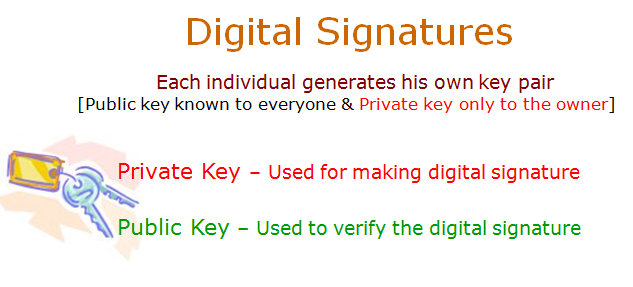 Digital Signatures
Each individual generates his own key pair
[Public key known to everyone & Private key only to the owner]
Private Key – Used for making digital signature
Public Key – Used to verify the digital signature